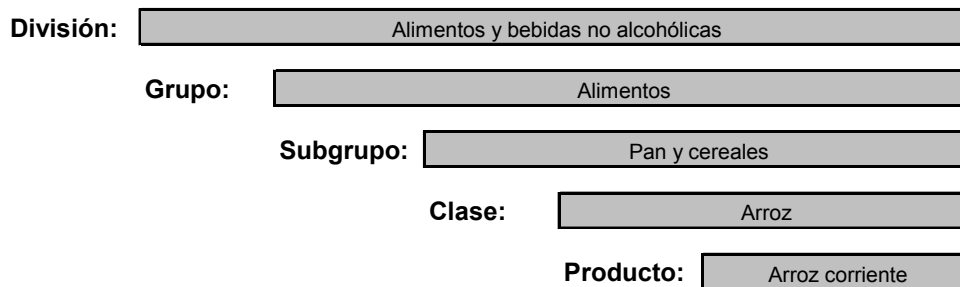 División: Alimentos y bebidas no alcohólicas
Grupo: Alimentos
Subgrupo: Pan y cereales
Clase: Arroz
Producto: Arroz corriente